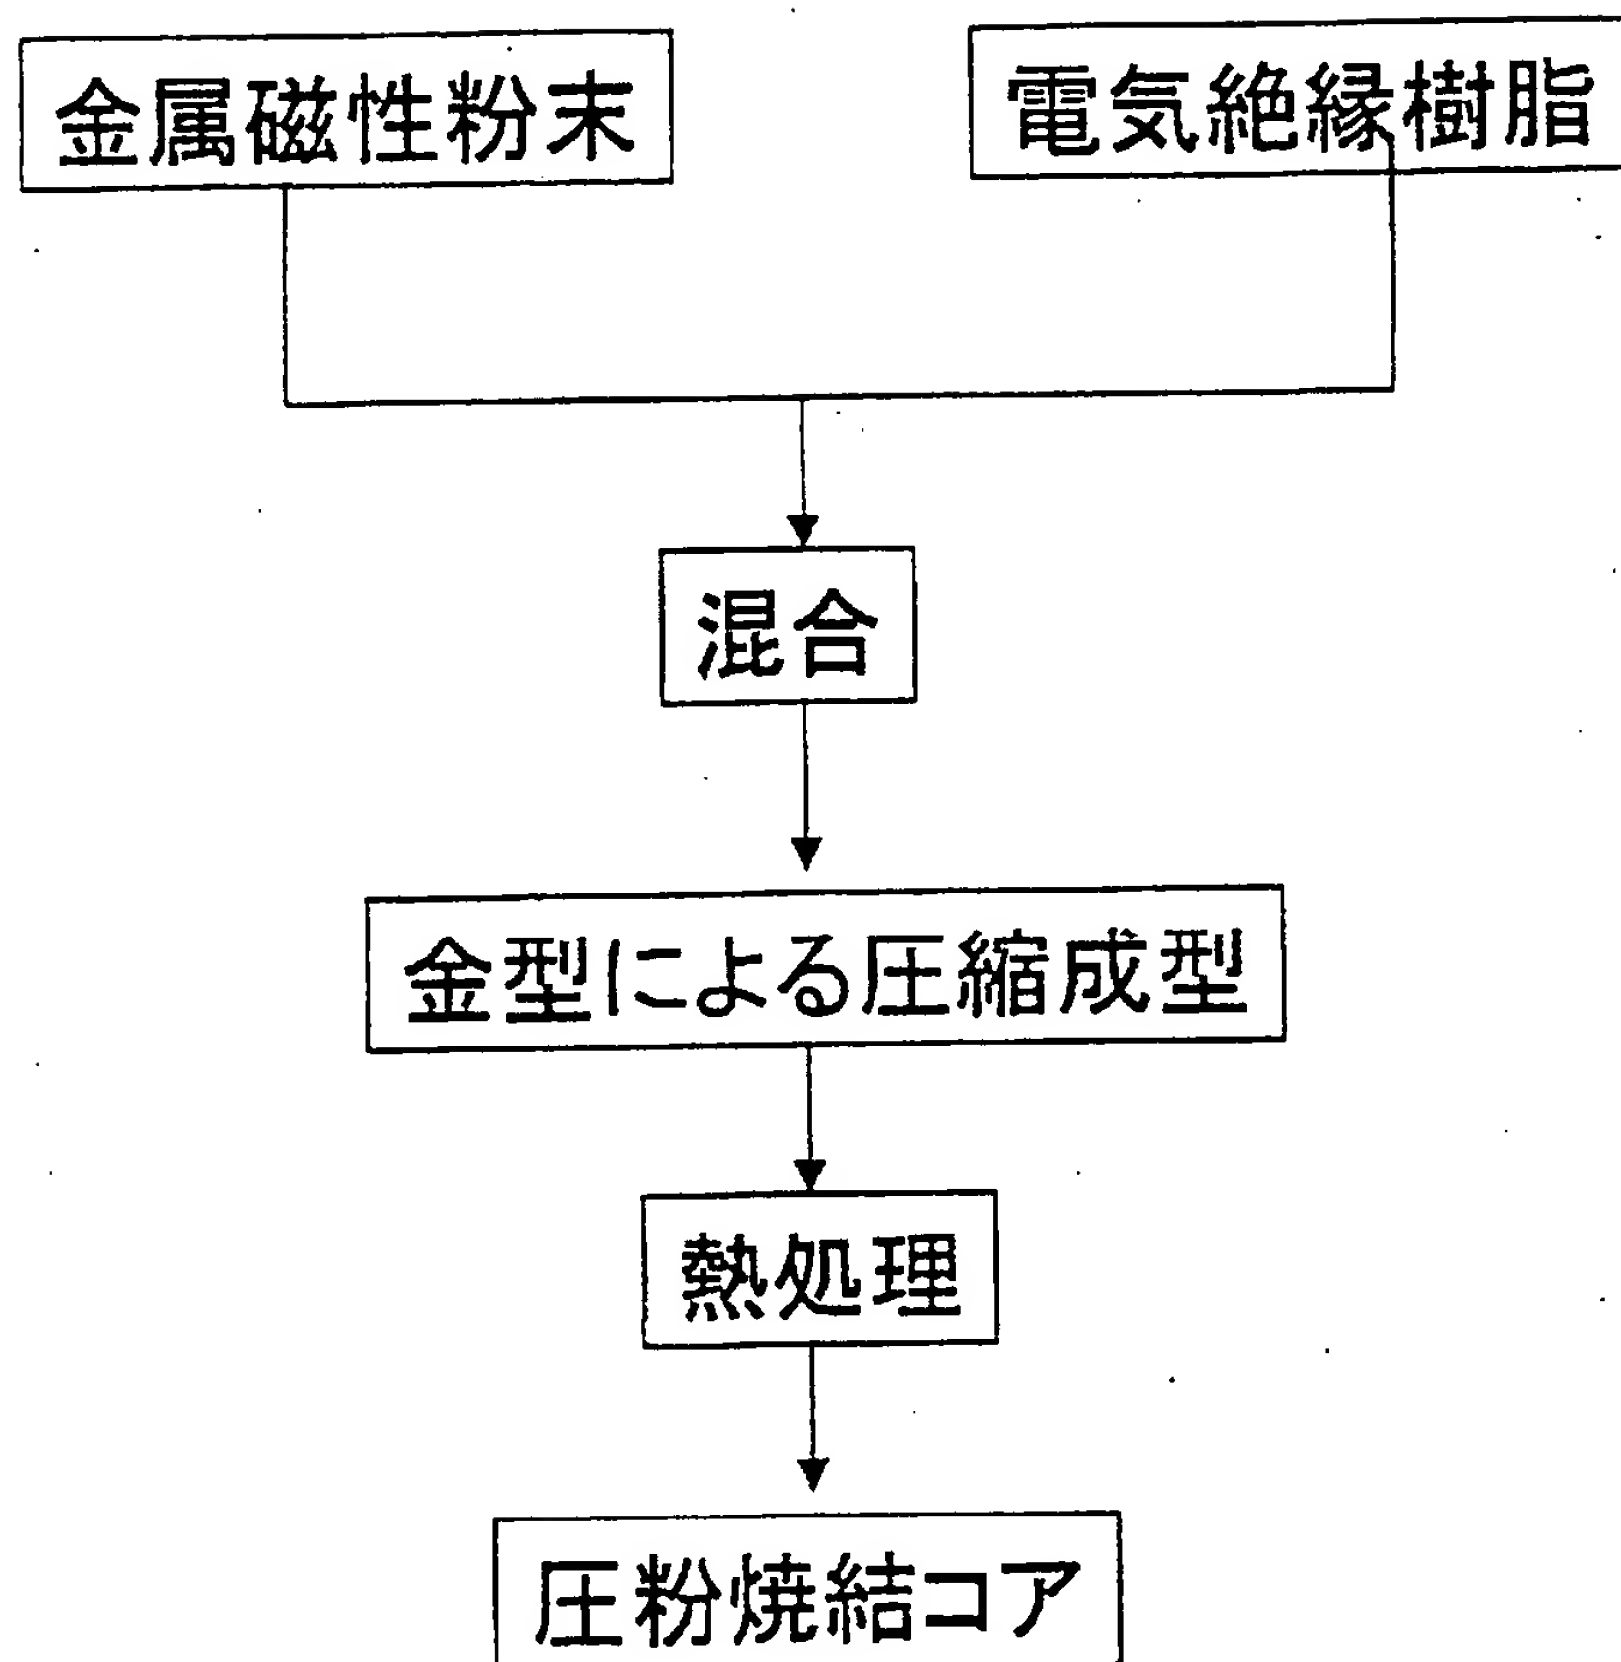 金属磁性粉末
電気絶縁樹脂
混合
金型による圧縮成型
熱処理
圧粉焼結コア